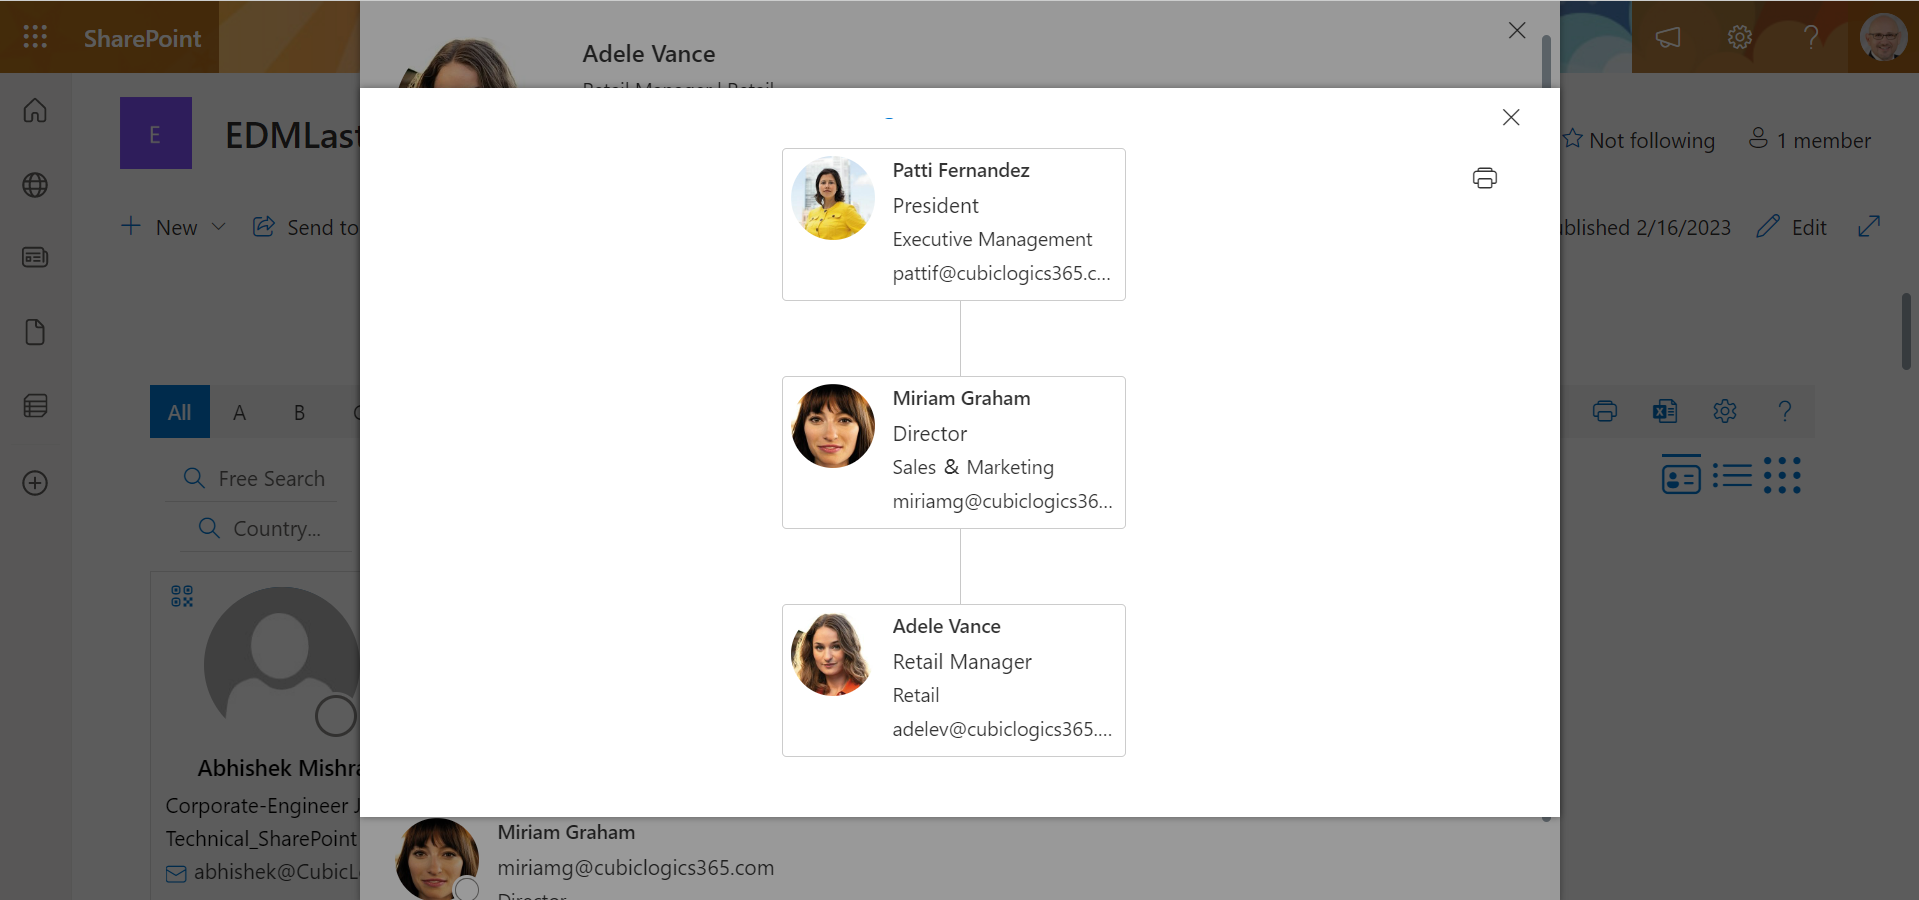 SharePoint
Adele Vance
Retail Manager | Retail
E
EDMLast
Not following
1 member
New
Send to
blished 2/16/2023
Edit
Patti Fernandez
President
Executive Management
pattif@cubiclogics365.c...
Miriam Graham
Director
Sales & Marketing
miriamg@cubiclogics36...
Adele Vance
Retail Manager
Retail
adelev@cubiclogics365....
All A B
Free Search
Country...
Abhishek Mishra
Corporate-Engineer J
Technical_SharePoint
abhishek@CubicL
Miriam Graham
miriamg@cubiclogics365.com
Director